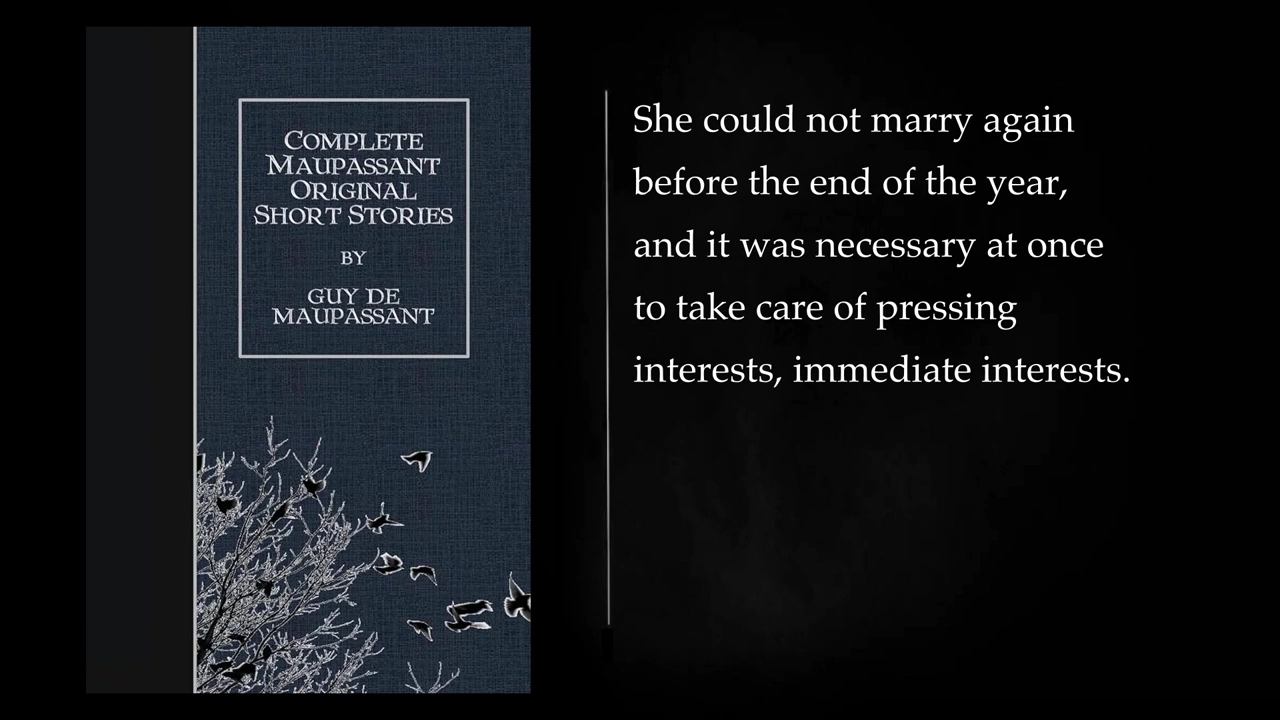 COMPLETE
MAUPASSANT
ORIGINAL
SHORT STORIES
BY
GUY DE
MAUPASSANT
She could not marry again
before the end of the year,
and it was necessary at once
to take care of pressing
interests, immediate interests.